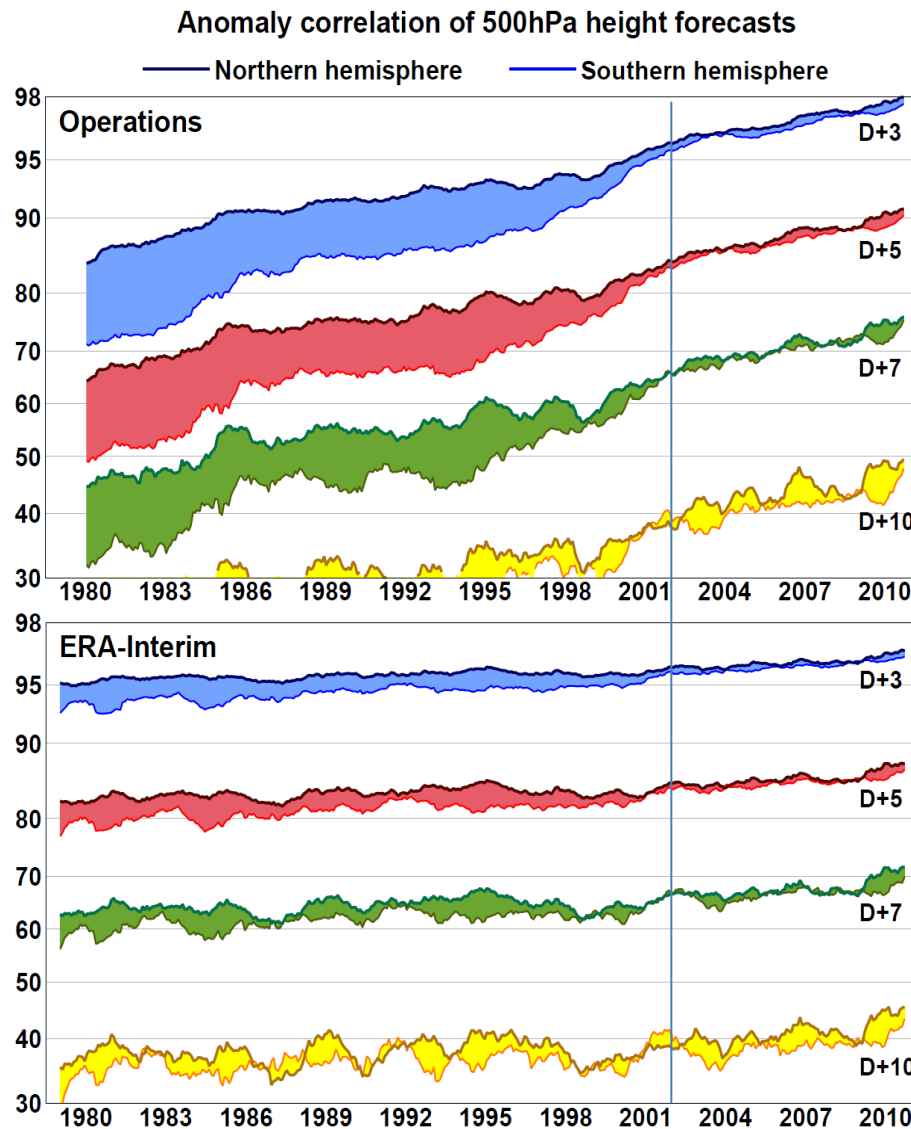 Anomaly correlation of 500hPa height forecasts
Northern hemisphere Southern hemisphere
98
Operations
D+3
95
90
D+5
80
70
D+7
60
50
40
D+10
30
1980 1983 1986 1989 1992 1995 1998 2001 2004 2007 2010
98
ERA-Interim
95
D+3
90
D+5
80
70
D+7
60
50
40
D+10
30
1980 1983 1986 1989 1992 1995 1998 2001 2004 2007 2010